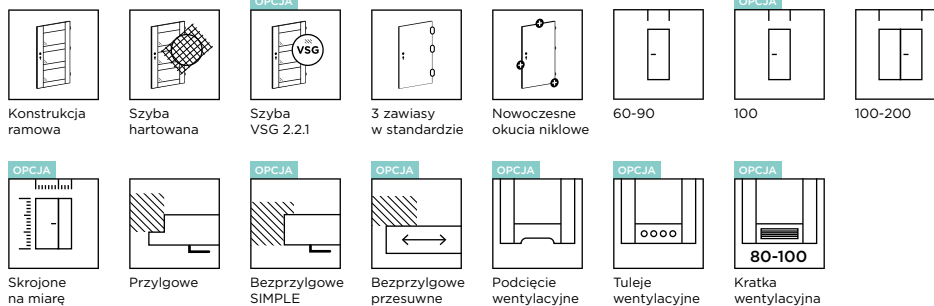 OPCJA
OPCJA
VSG
Konstrukcja
ramowa
Szyba
hartowana
Szyba
VSG 2.2.1
3 zawiasy
w standardzie
Nowoczesne
okucia niklowe
60-90
100
100-200
OPCJA
OPCJA
OPCJA
OPCJA
OPCJA
OPCJA
80-100
Skrojone
na miarę
Przylgowe
Bezprzylgowe
SIMPLE
Bezprzylgowe
przesuwne
Podcięcie
wentylacyjne
Tuleje
wentylacyjne
Kratka
wentylacyjna